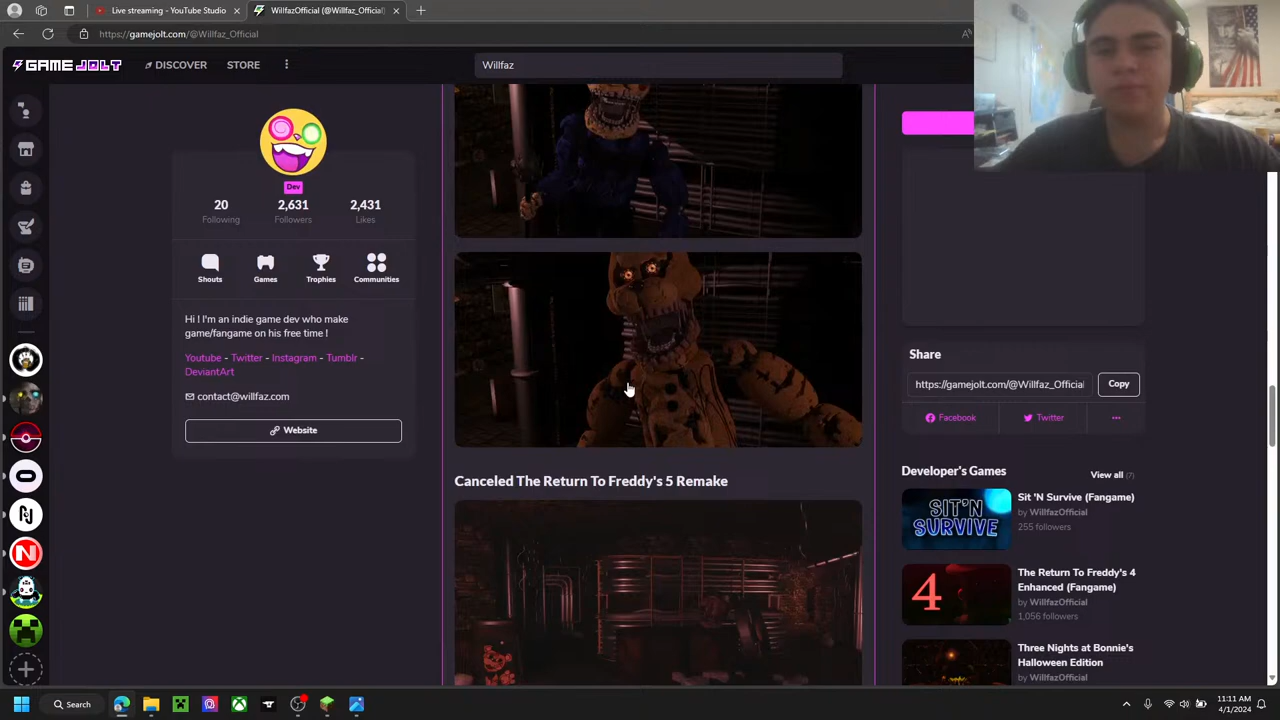 Live streaming - YouTube Studio
WillfazOfficial (@Willfaz_Official)
https://gamejolt.com/@Willfaz_Official
GAME JOLT
DISCOVER
STORE
Willfaz
Dev
20
2,631
2,431
Following
Followers
Likes
Shouts
Games
Trophies
Communities
Hi ! I'm an indie game dev who make
game/fangame on his free time !
Youtube - Twitter - Instagram - Tumblr -
DeviantArt
contact@willfaz.com
Website
Canceled The Return To Freddy's 5 Remake
Share
https://gamejolt.com/@Willfaz_Official
Copy
Facebook
Twitter
Developer's Games
View all (7)
SIT'N
SURVIVE
Sit 'N Survive (Fangame)
by WillfazOfficial
255 followers
4
The Return To Freddy's 4
Enhanced (Fangame)
by WillfazOfficial
1,056 followers
Three Nights at Bonnie's
Halloween Edition
by WillfazOfficial
Search
11:11 AM
4/1/2024